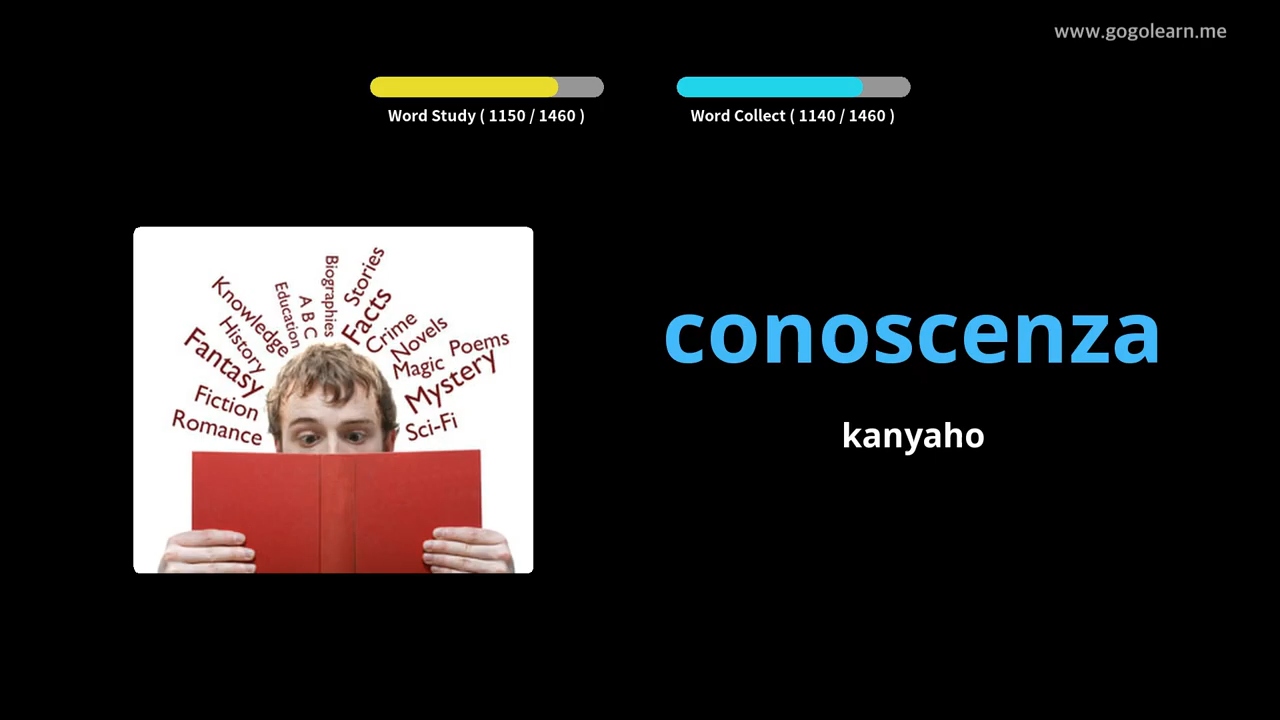 www.gogolearn.me
Word Study ( 1150 / 1460 )
Word Collect ( 1140 / 1460 )
Knowledge
Education
A B C
Biographies
Stories
Facts
Crime
Novels
Poems
Magic
Mystery
Sci-Fi
History
Fantasy
Fiction
Romance
conoscenza
kanyaho